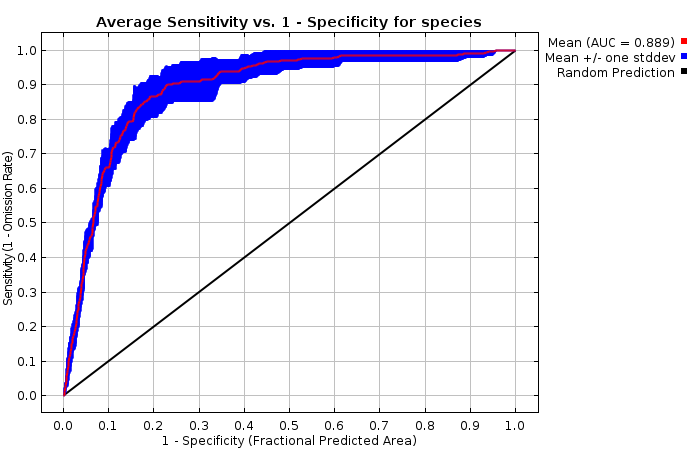 Average Sensitivity vs. 1 - Specificity for species
Mean (AUC = 0.889)
Mean +/- one stddev
Random Prediction
Sensitivity (1 - Omission Rate)
1.0
0.9
0.8
0.7
0.6
0.5
0.4
0.3
0.2
0.1
0.0
0.0 0.1 0.2 0.3 0.4 0.5 0.6 0.7 0.8 0.9 1.0
1 - Specificity (Fractional Predicted Area)